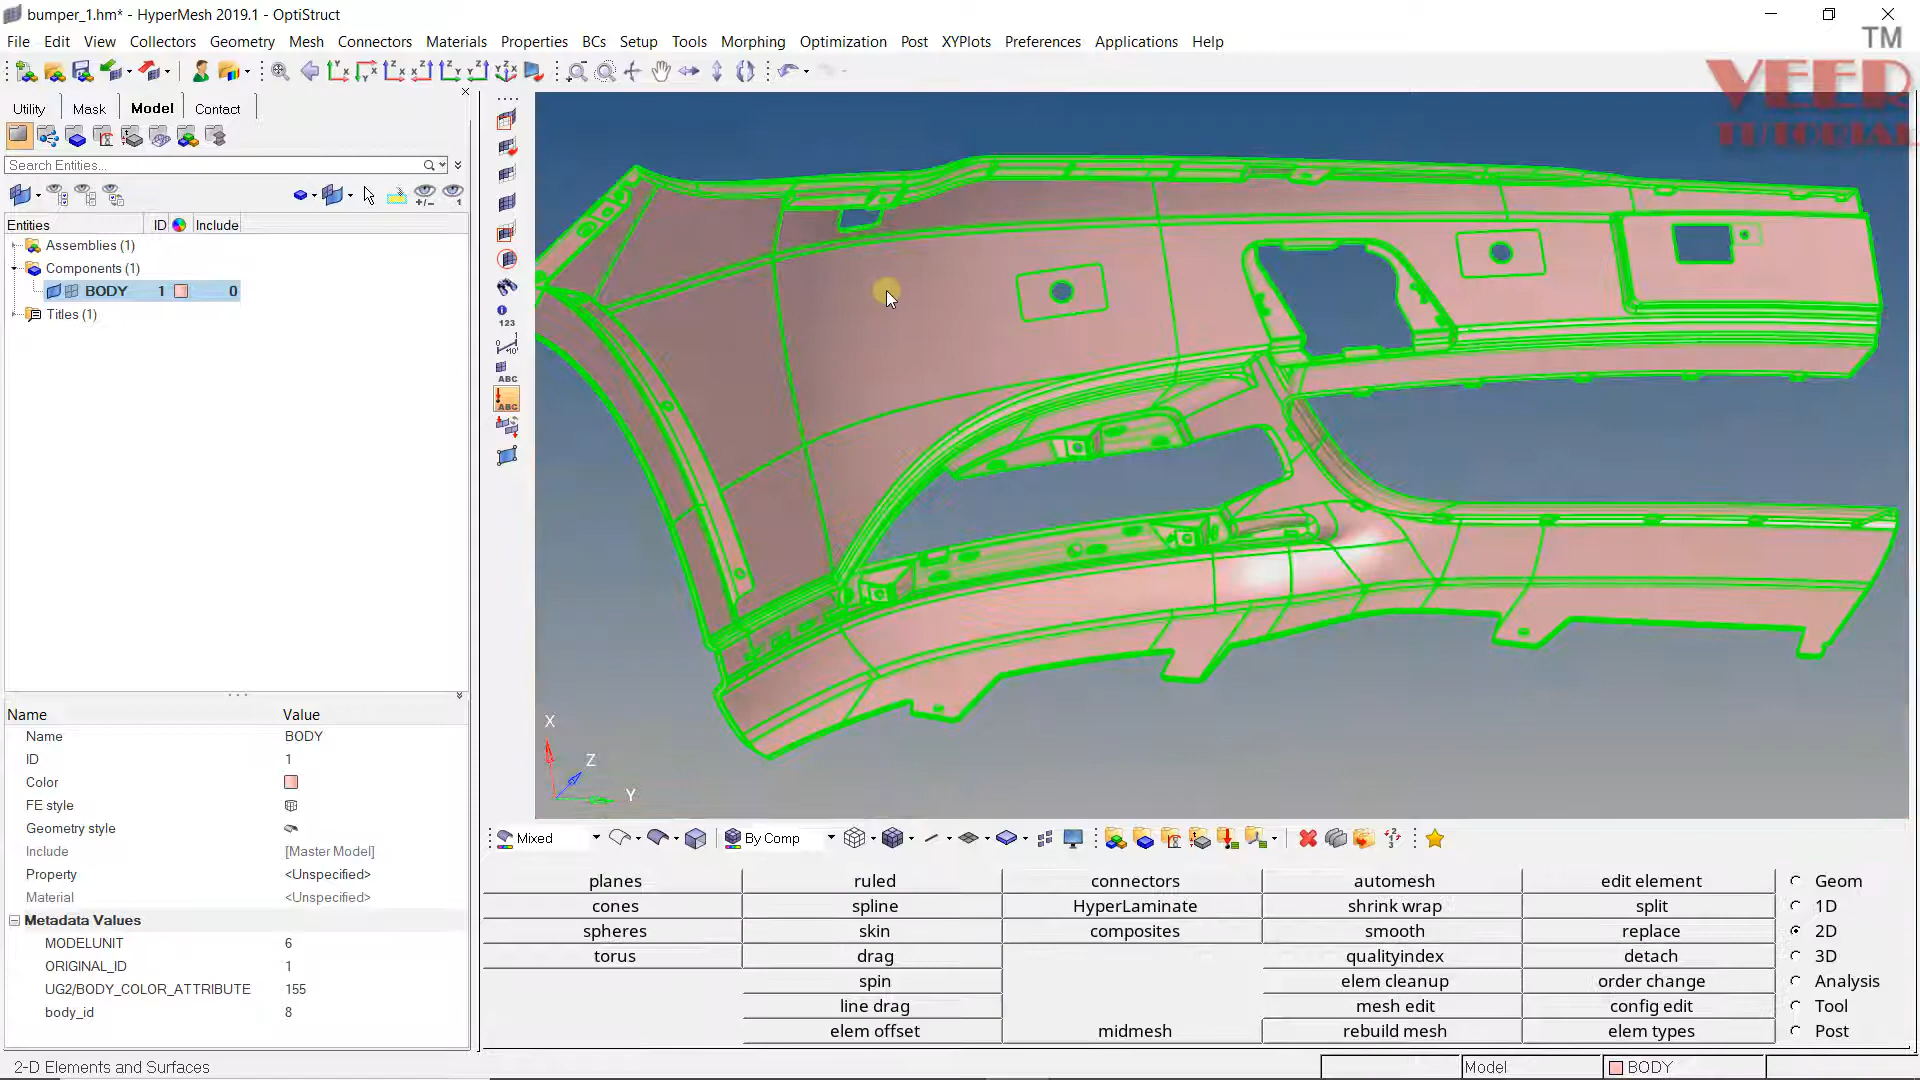 bumper_1.hm* - HyperMesh 2019.1 - OptiStruct
TM
File Edit View Collectors Geometry Mesh Connectors Materials Properties BCs Setup Tools Morphing Optimization Post XYPlots Preferences Applications Help
VEER
TUTORIAL
Utility Mask Model Contact
Search Entities...
Entities ID Include
Assemblies (1)
Components (1)
BODY 1 0
Titles (1)
123
ABC
ABC
X
Z
Y
Name Value
Name BODY
ID 1
Color
FE style
Geometry style
Include [Master Model]
Property <Unspecified>
Material <Unspecified>
Metadata Values
MODELUNIT 6
ORIGINAL_ID 1
UG2/BODY_COLOR_ATTRIBUTE 155
body_id 8
Mixed By Comp
planes ruled connectors automesh edit element Geom
cones spline HyperLaminate shrink wrap split 1D
spheres skin composites smooth replace 2D
torus drag qualityindex detach 3D
spin elem cleanup order change Analysis
line drag mesh edit config edit Tool
elem offset midmesh rebuild mesh elem types Post
2-D Elements and Surfaces Model BODY